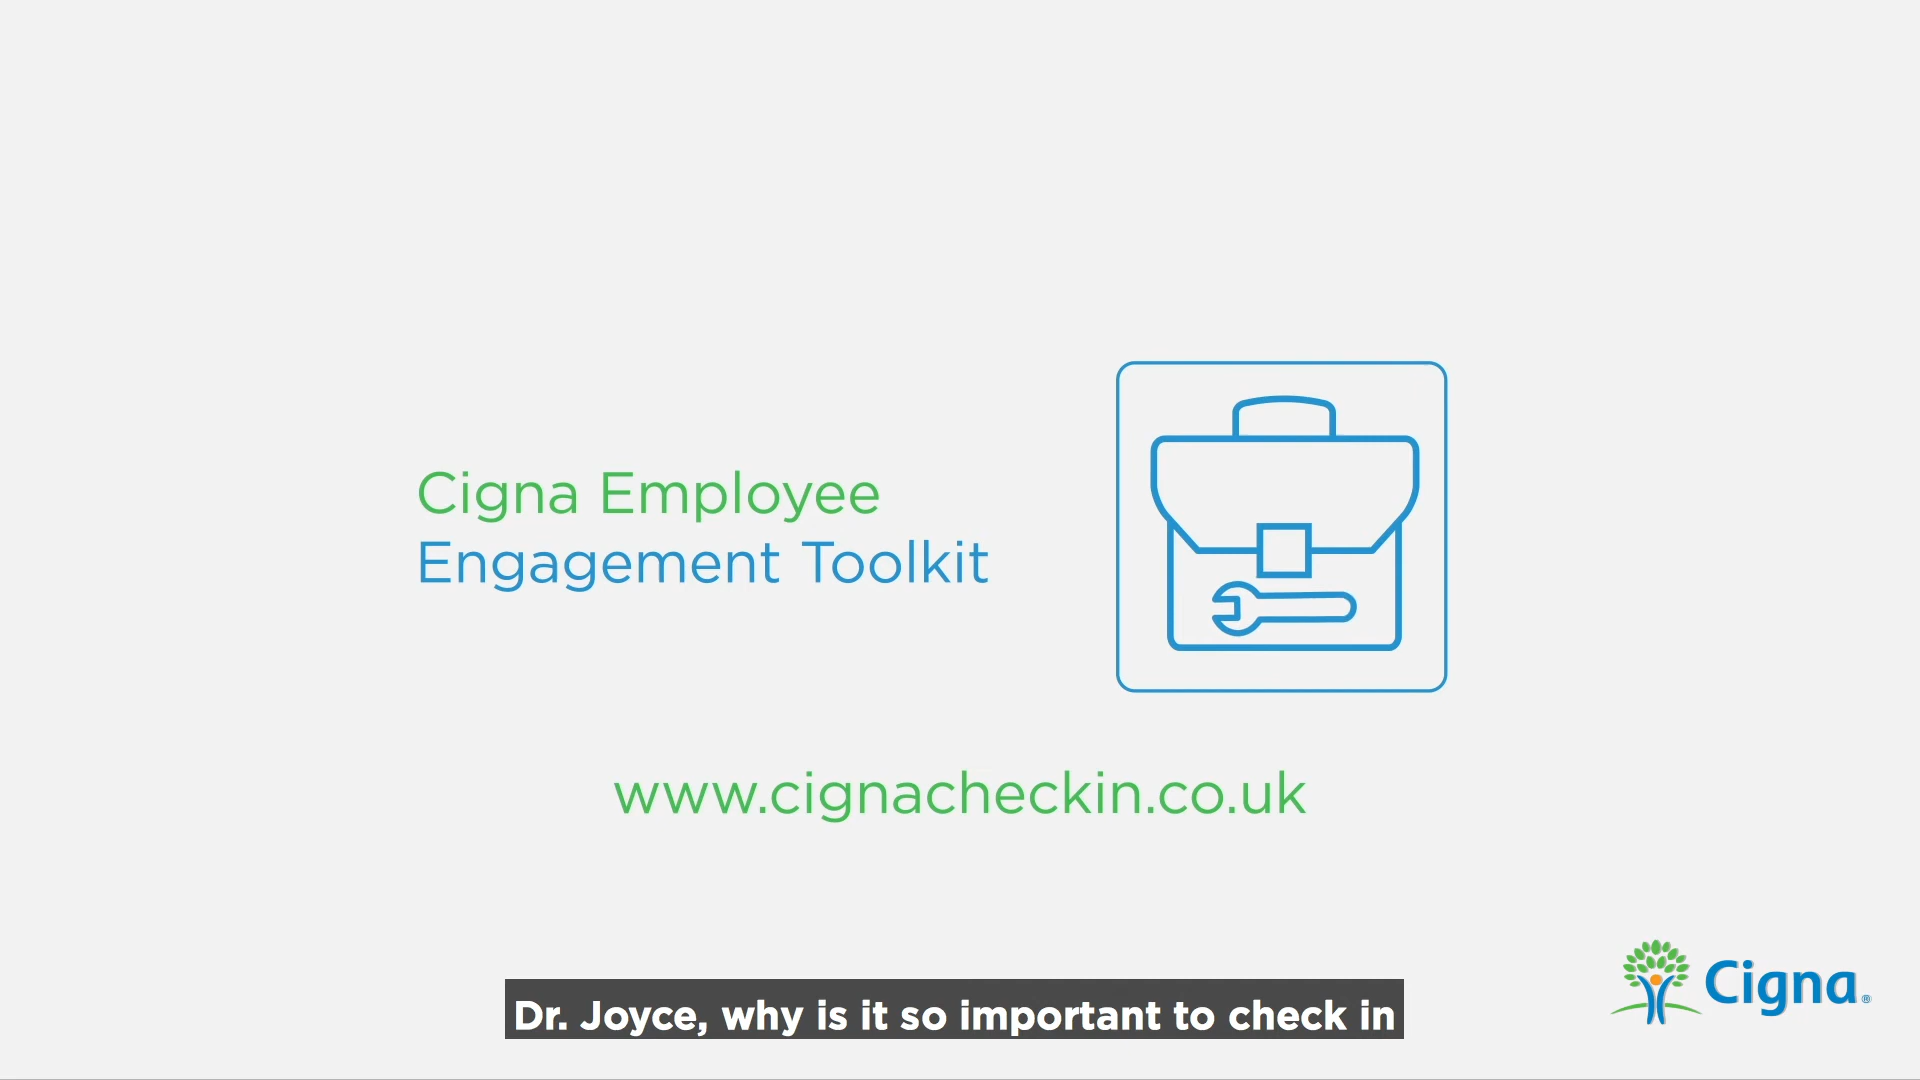 Cigna Employee
Engagement Toolkit
www.cignacheckin.co.uk
Cigna®
Dr. Joyce, why is it so important to check in